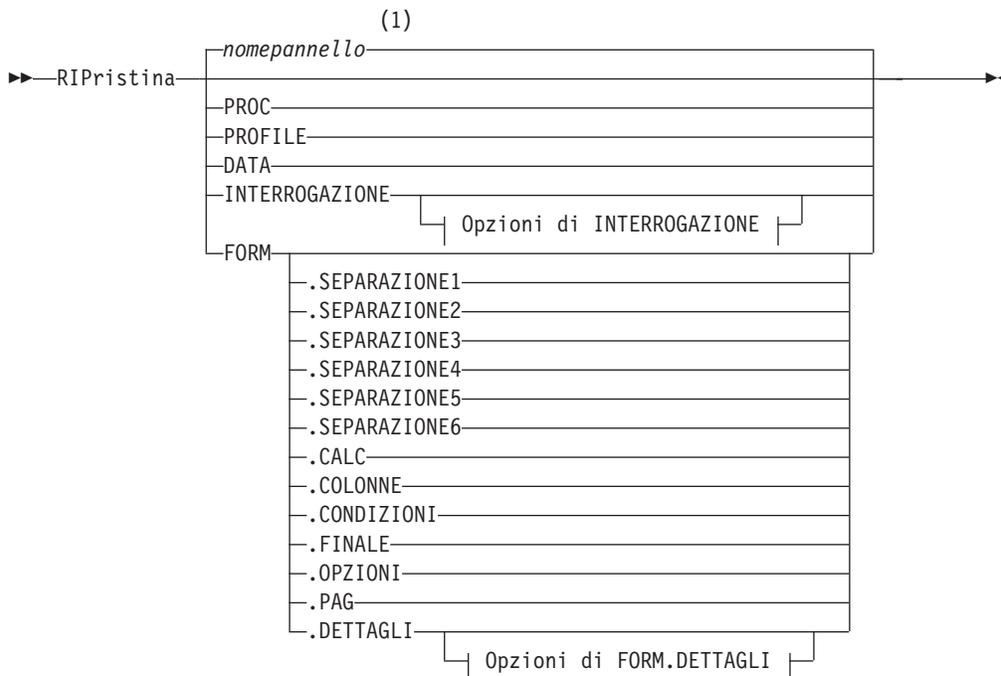 (1)
nomepannello
RIPristina
PROC
PROFILE
DATA
INTERROGAZIONE
Opzioni di INTERROGAZIONE
FORM
.SEPARAZIONE1
.SEPARAZIONE2
.SEPARAZIONE3
.SEPARAZIONE4
.SEPARAZIONE5
.SEPARAZIONE6
.CALC
.COLONNE
.CONDIZIONI
.FINALE
.OPZIONI
.PAG
.DETTAGLI
Opzioni di FORM.DETTAGLI